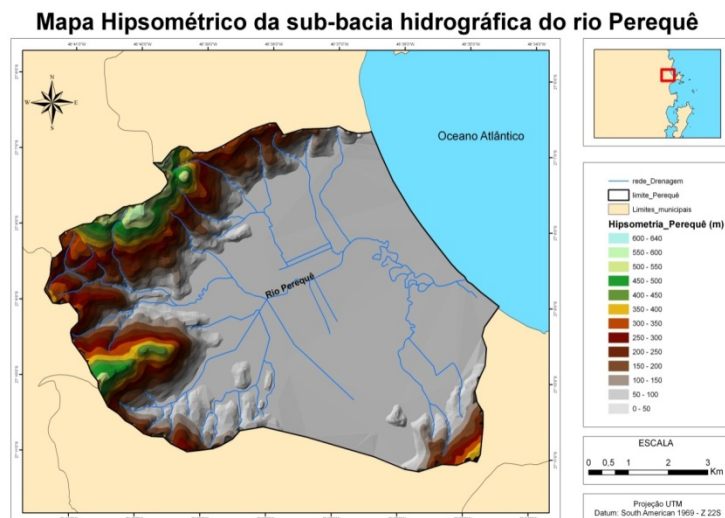 Mapa Hipsométrico da sub-bacia hidrográfica do rio Perequê
N
W E
S
Oceano Atlântico
Rio Perequê
rede_Drenagem
limite_Perequê
Limites_municipais
Hipsometria_Perequê (m)
600 - 640
550 - 600
500 - 550
450 - 500
400 - 450
350 - 400
300 - 350
250 - 300
200 - 250
150 - 200
100 - 150
50 - 100
0 - 50
ESCALA
0 0,5 1 2 3
Km
Projeção UTM
Datum: South American 1969 - Z 22S